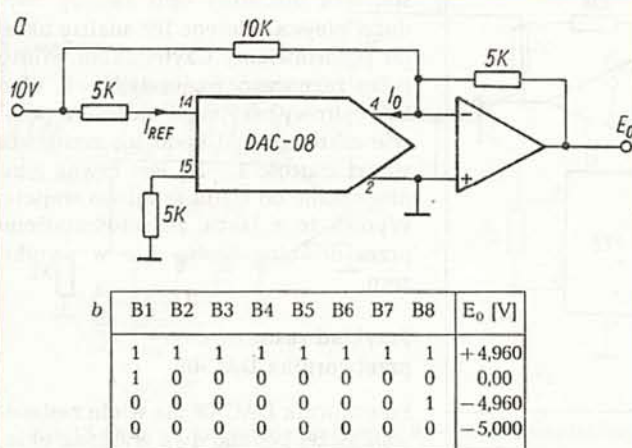 a
10K
10V
5K
I_REF
14
15
5K
DAC-08
4
I_0
2
5K
E_0
b B1 B2 B3 B4 B5 B6 B7 B8 E_0 [V]
1 1 1 1 1 1 1 1 +4,960
1 0 0 0 0 0 0 0 0,00
0 0 0 0 0 0 0 1 −4,960
0 0 0 0 0 0 0 0 −5,000